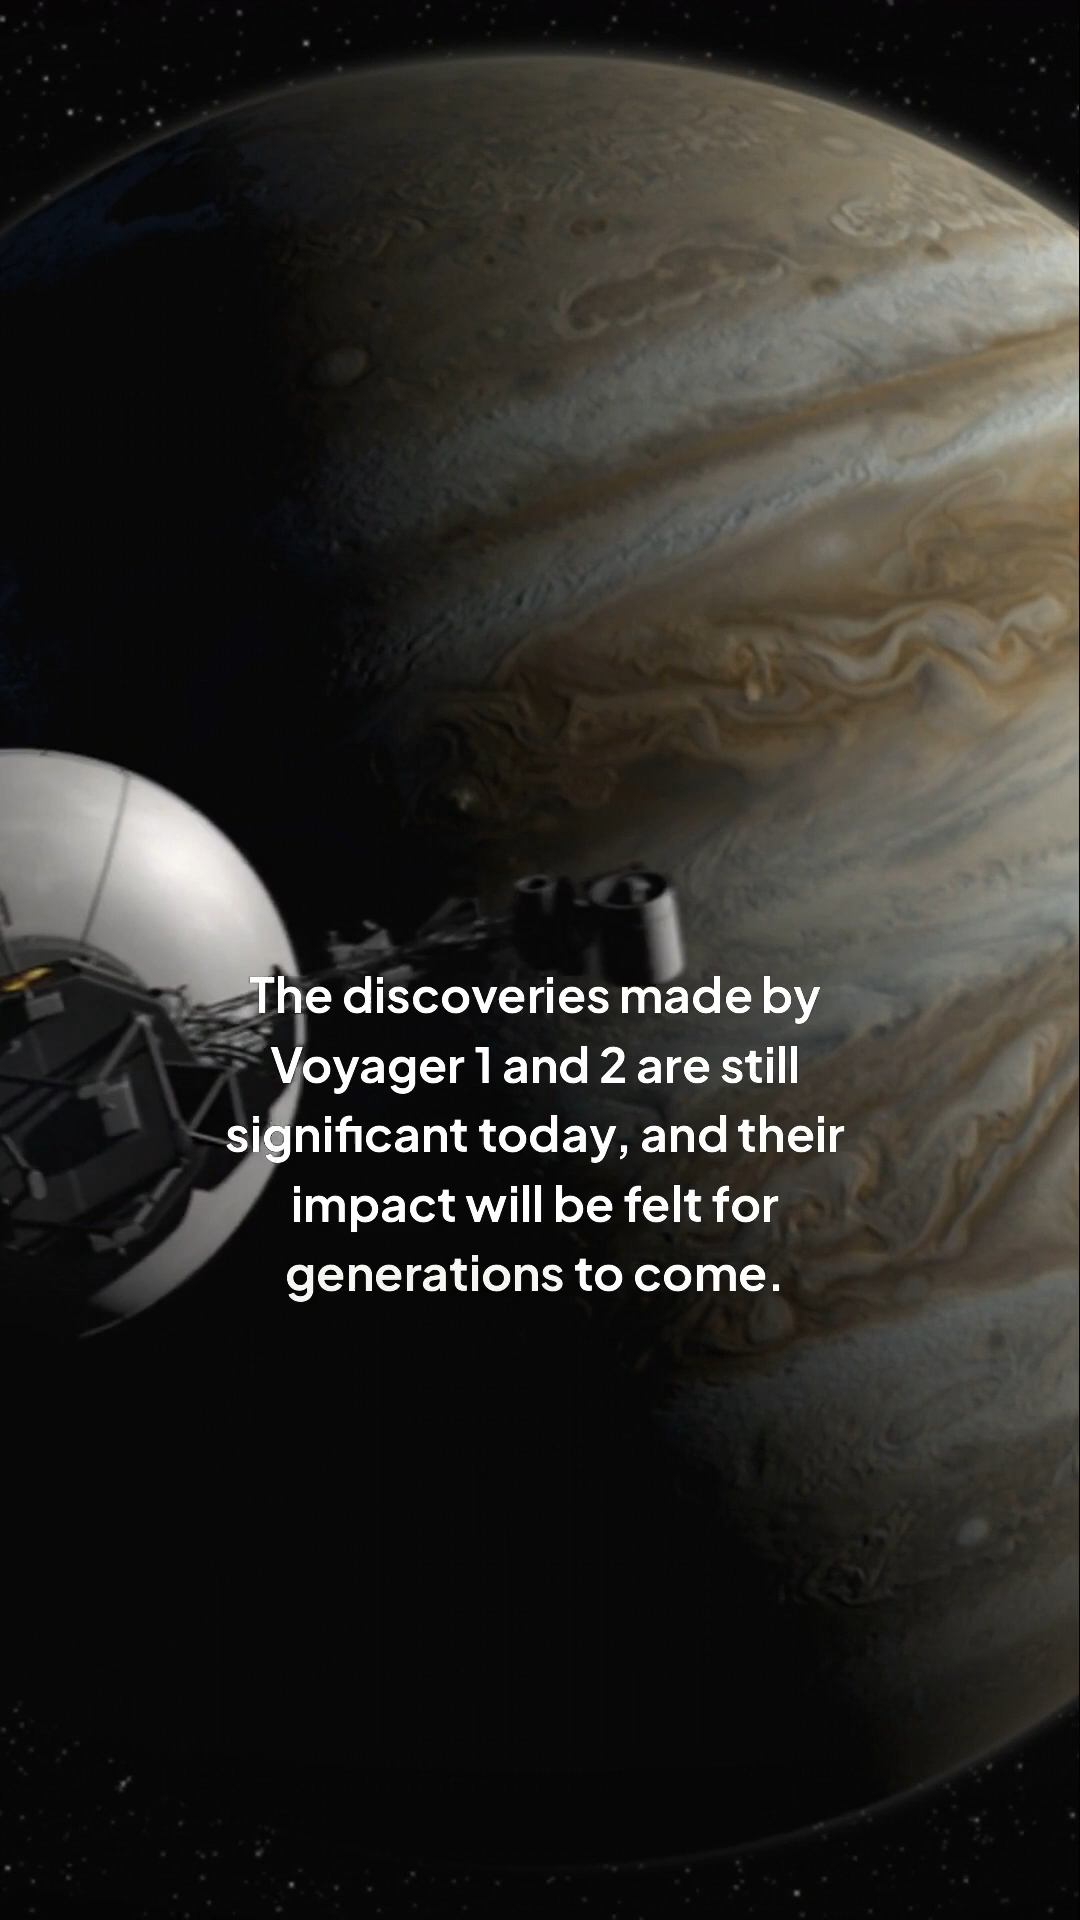 The discoveries made by
Voyager 1 and 2 are still
significant today, and their
impact will be felt for
generations to come.